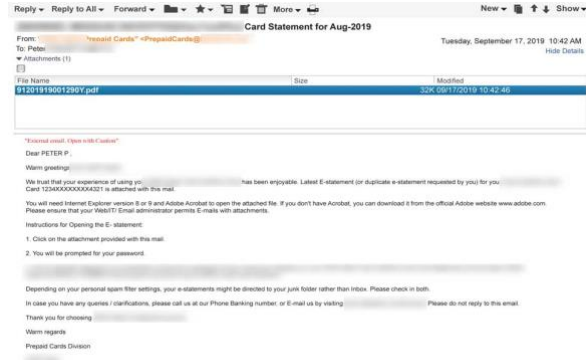 Reply Reply to All Forward More New Show
Card Statement for Aug-2019
From: Prepaid Cards" <PrepaidCards@
Tuesday, September 17, 2019 10:42 AM
To: Peter
Hide Details
Attachments (1)
File Name Size Modified
91201919001290Y.pdf 32K 09/17/2019 10:42:46
"External email. Open with Caution"
Dear PETER P ,
Warm greetings
We trust that your experience of using yo has been enjoyable. Latest E-statement (or duplicate e-statement requested by you) for you
Card 1234XXXXXXXX4321 is attached with this mail.
You will need Internet Explorer version 8 or 9 and Adobe Acrobat to open the attached file. If you don't have Acrobat, you can download it from the official Adobe website www.adobe.com.
Please ensure that your Web/IT/ Email administrator permits E-mails with attachments.
Instructions for Opening the E- statement:
1. Click on the attachment provided with this mail.
2. You will be prompted for your password.
Depending on your personal spam filter settings, your e-statements might be directed to your junk folder rather than Inbox. Please check in both.
In case you have any queries / clarifications, please call us at our Phone Banking number, or E-mail us by visiting Please do not reply to this email.
Thank you for choosing
Warm regards
Prepaid Cards Division